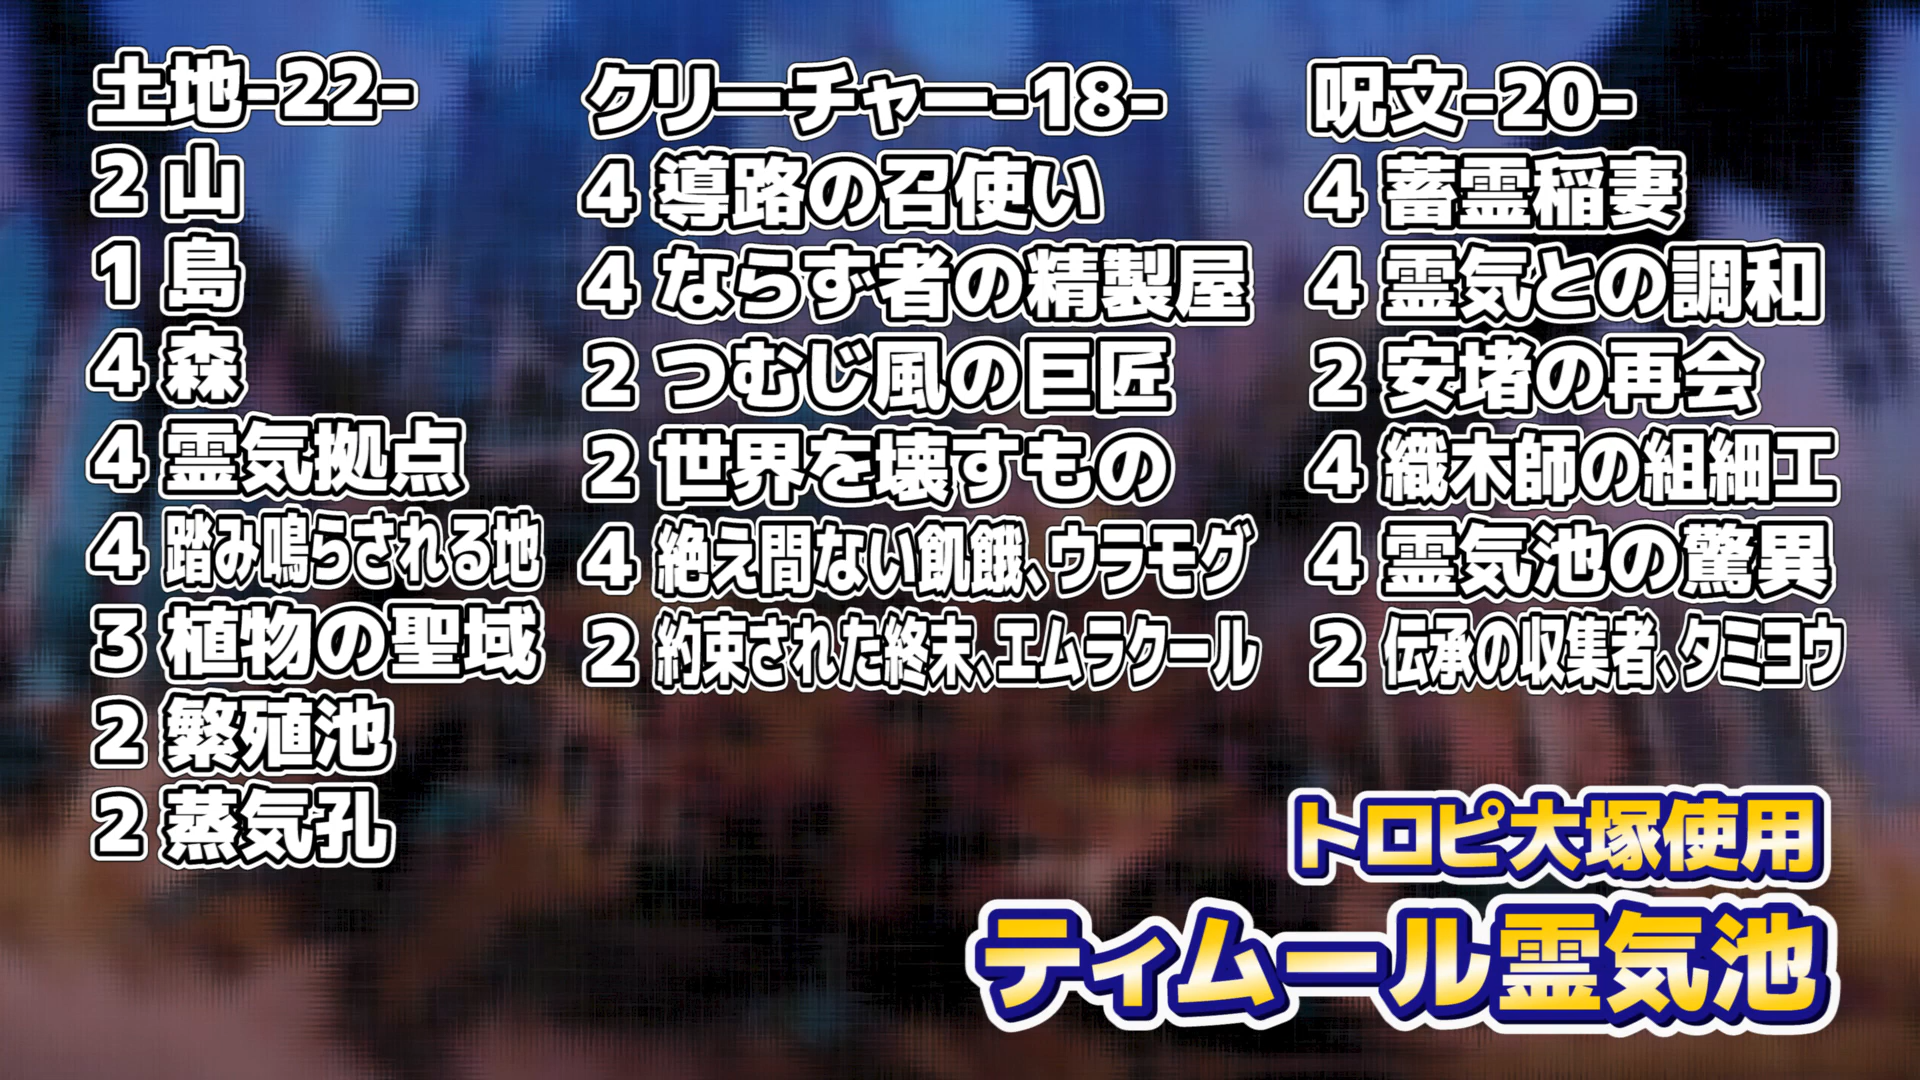 土地-22-
2 山
1 島
4 森
4 霊気拠点
4 踏み鳴らされる地
3 植物の聖域
2 繁殖池
2 蒸気孔
クリーチャー-18-
4 導路の召使い
4 ならず者の精製屋
2 つむじ風の巨匠
2 世界を壊すもの
4 絶え間ない飢餓、ウラモグ
2 約束された終末、エムラクール
呪文-20-
4 蓄霊稲妻
4 霊気との調和
2 安堵の再会
4 織木師の組細工
4 霊気池の驚異
2 伝承の収集者、タミヨウ
トロピ大塚使用
ティムール霊気池